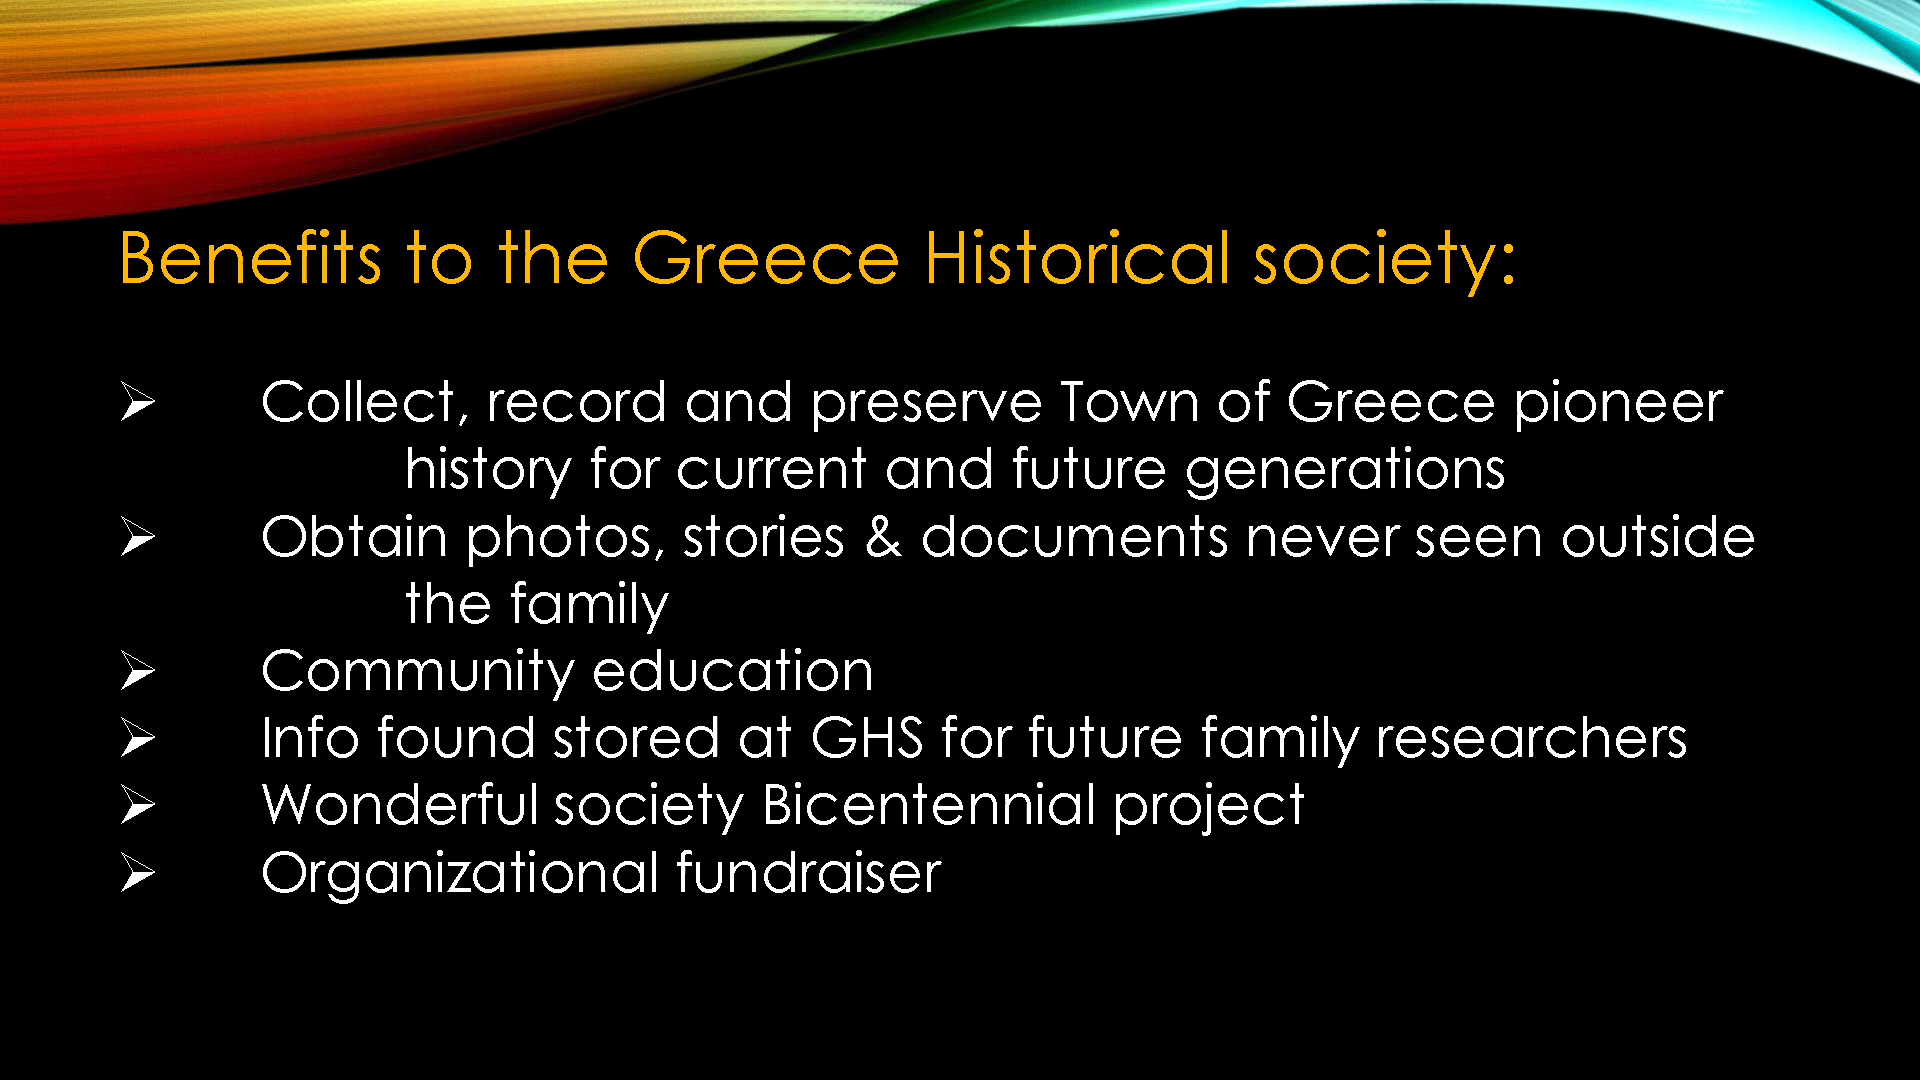 Benefits to the Greece Historical society:
➢ Collect, record and preserve Town of Greece pioneer
history for current and future generations
➢ Obtain photos, stories & documents never seen outside
the family
➢ Community education
➢ Info found stored at GHS for future family researchers
➢ Wonderful society Bicentennial project
➢ Organizational fundraiser